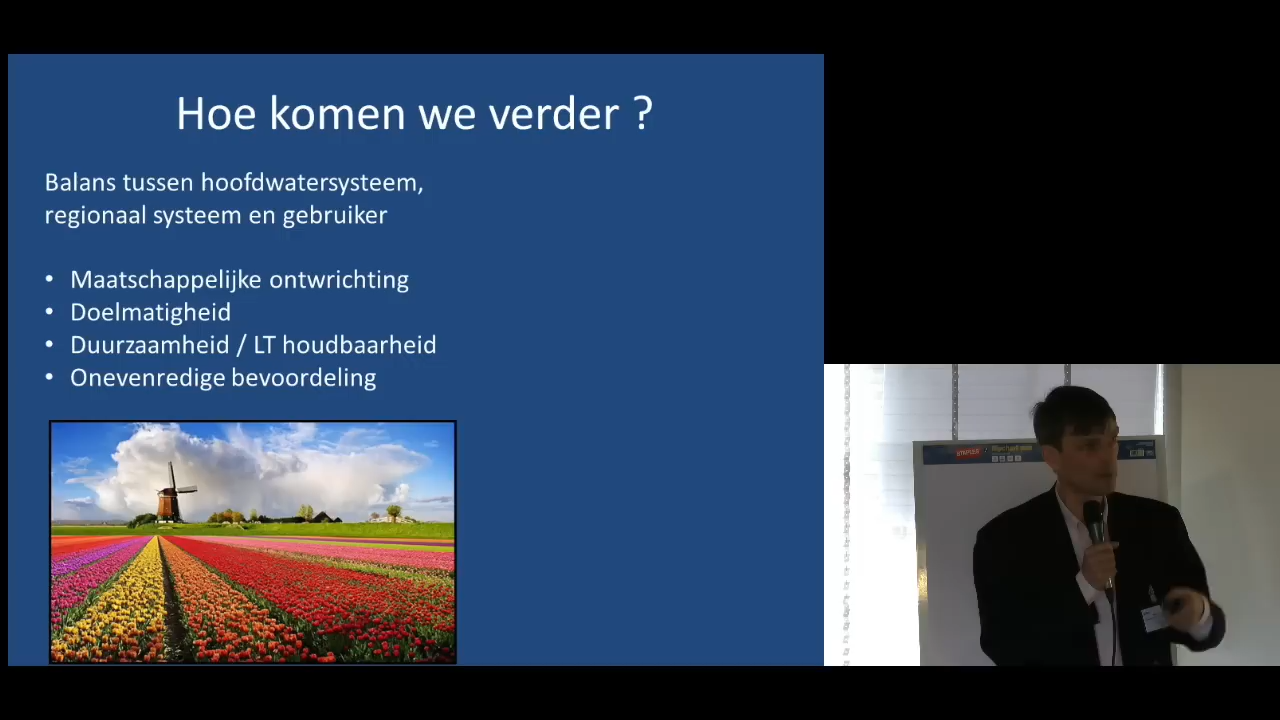 Hoe komen we verder ?
Balans tussen hoofdwatersysteem,
regionaal systeem en gebruiker
• Maatschappelijke ontwrichting
• Doelmatigheid
• Duurzaamheid / LT houdbaarheid
• Onevenredige bevoordeling
STAPLES